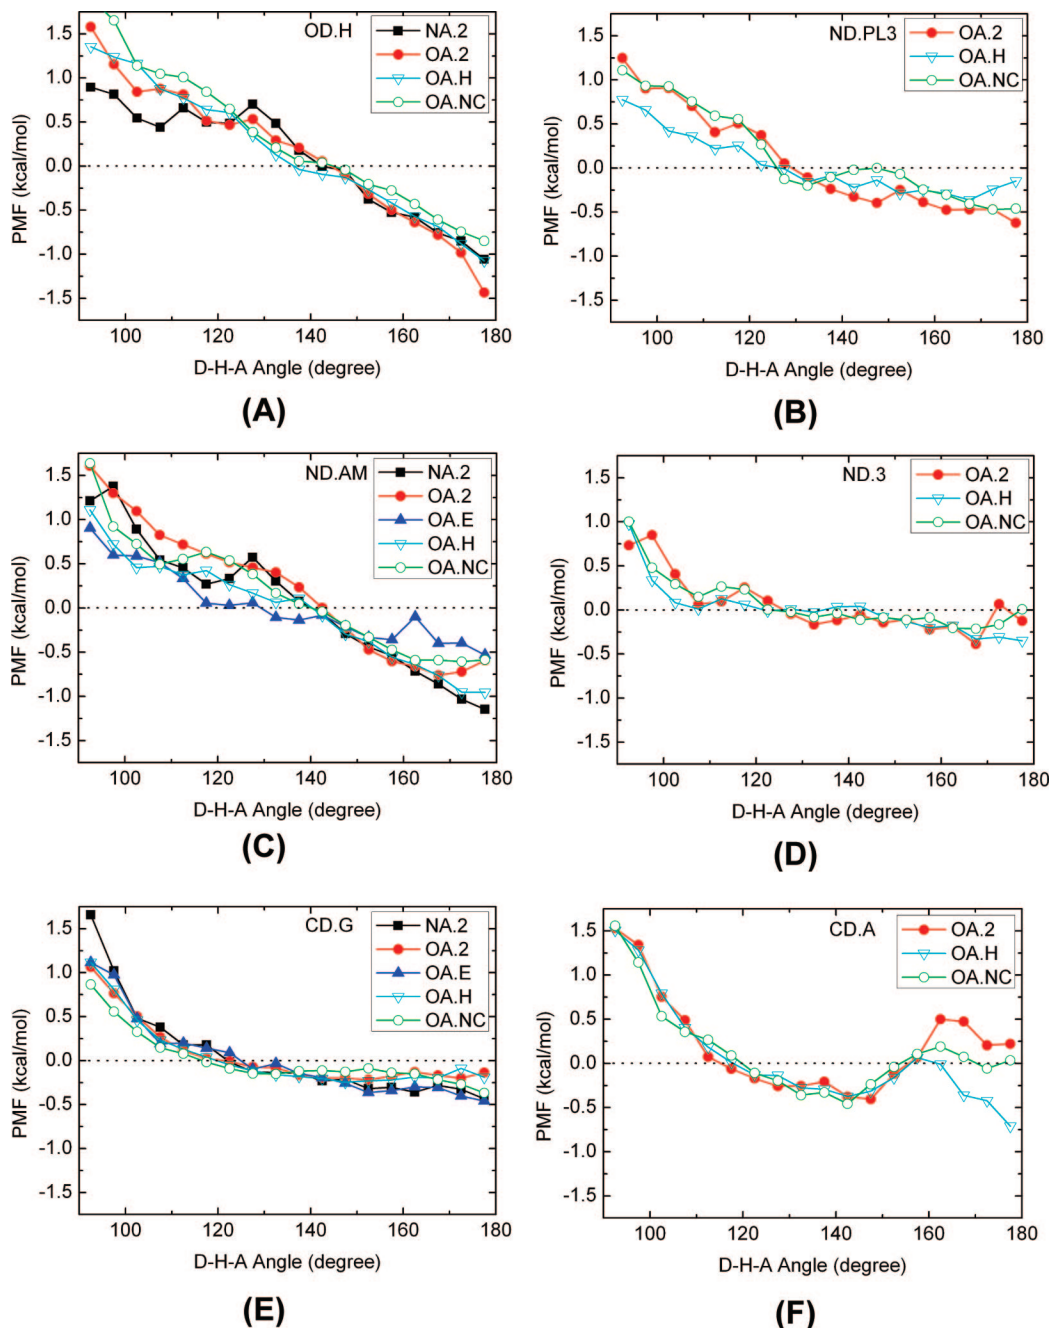 OD.H
NA.2
OA.2
OA.H
OA.NC
1.5
1.0
0.5
0.0
-0.5
-1.0
-1.5
PMF (kcal/mol)
100 120 140 160 180
D-H-A Angle (degree)
(A)
ND.PL3
OA.2
OA.H
OA.NC
1.5
1.0
0.5
0.0
-0.5
-1.0
-1.5
PMF (kcal/mol)
100 120 140 160 180
D-H-A Angle (degree)
(B)
ND.AM
NA.2
OA.2
OA.E
OA.H
OA.NC
1.5
1.0
0.5
0.0
-0.5
-1.0
-1.5
PMF (kcal/mol)
100 120 140 160 180
D-H-A Angle (degree)
(C)
ND.3
OA.2
OA.H
OA.NC
1.5
1.0
0.5
0.0
-0.5
-1.0
-1.5
PMF (kcal/mol)
100 120 140 160 180
D-H-A Angle (degree)
(D)
CD.G
NA.2
OA.2
OA.E
OA.H
OA.NC
1.5
1.0
0.5
0.0
-0.5
-1.0
-1.5
PMF (kcal/mol)
100 120 140 160 180
D-H-A Angle (degree)
(E)
CD.A
OA.2
OA.H
OA.NC
1.5
1.0
0.5
0.0
-0.5
-1.0
-1.5
PMF (kcal/mol)
100 120 140 160 180
D-H-A Angle (degree)
(F)